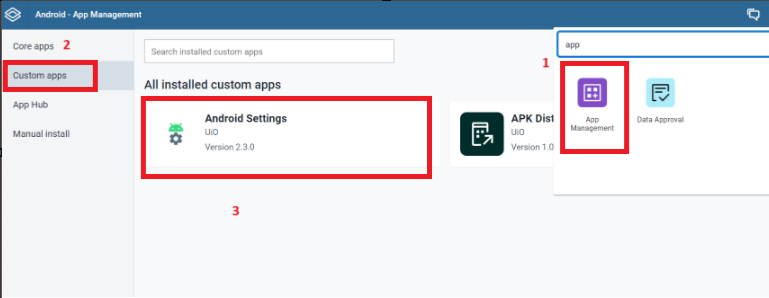 Android - App Management
Core apps 2
Custom apps
App Hub
Manual install
Search installed custom apps
All installed custom apps
Android Settings
UiO
Version 2.3.0
3
APK Dist
UiO
Version 1.0
app
1
App
Management
Data Approval